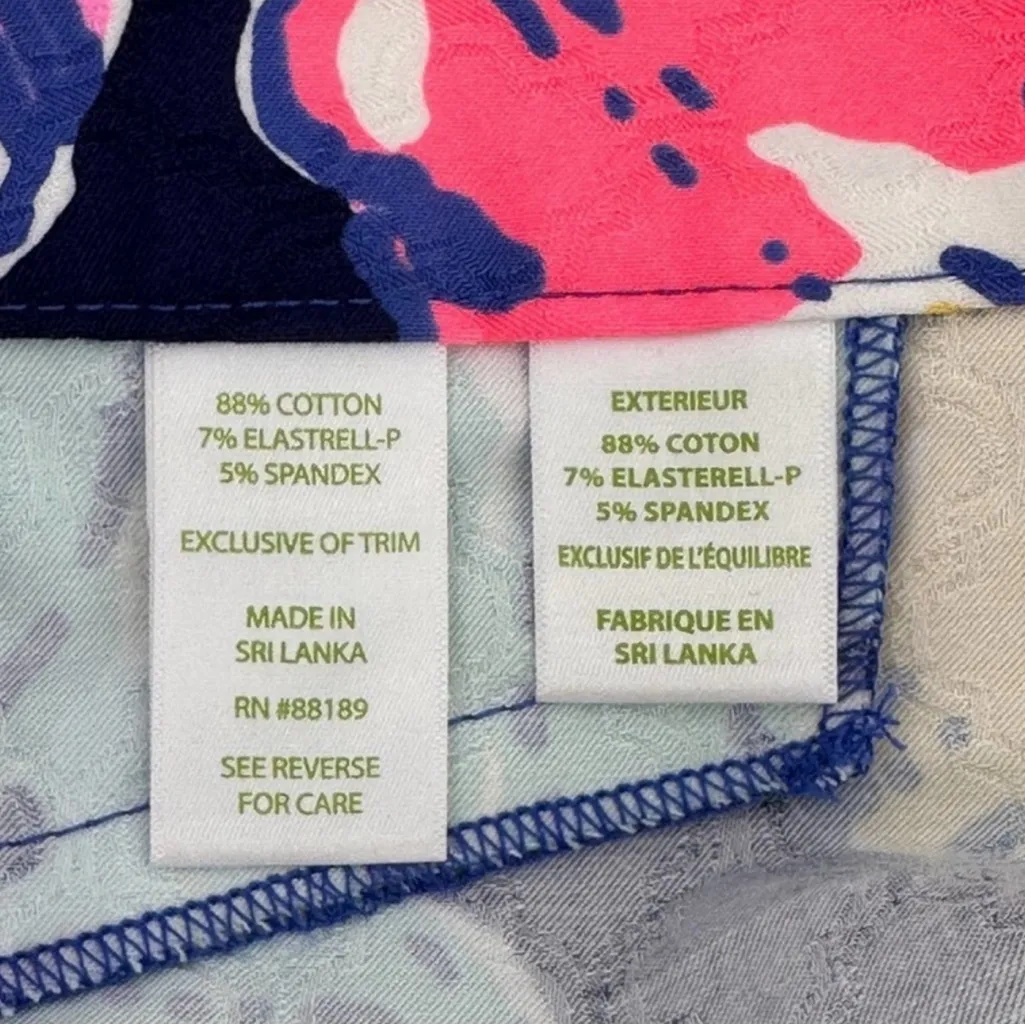 88% COTTON
7% ELASTRELL-P
5% SPANDEX
EXCLUSIVE OF TRIM
MADE IN
SRI LANKA
RN #88189
SEE REVERSE
FOR CARE
EXTERIEUR
88% COTON
7% ELASTERELL-P
5% SPANDEX
EXCLUSIF DE L'ÉQUILIBRE
FABRIQUE EN
SRI LANKA